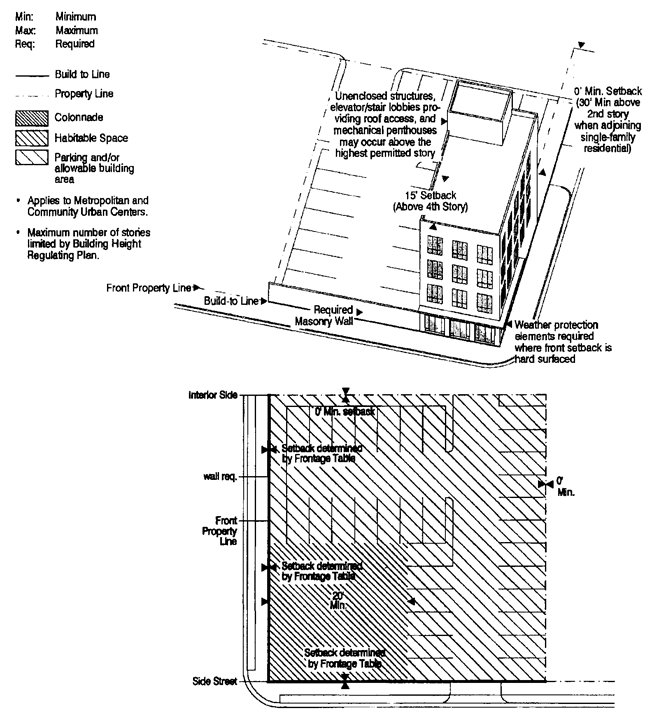 Min: Minimum
Max: Maximum
Req: Required
Build to Line
Property Line
Colonnade
Habitable Space
Parking and/or
allowable building
area
• Applies to Metropolitan and
Community Urban Centers.
• Maximum number of stories
limited by Building Height
Regulating Plan.
Unenclosed structures,
elevator/stair lobbies pro-
viding roof access, and
mechanical penthouses
may occur above the
highest permitted story
0' Min. Setback
(30' Min above
2nd story
when adjoining
single-family
residential)
15' Setback
(Above 4th Story)
Front Property Line
Build-to Line
Required
Masonry Wall
Weather protection
elements required
where front setback is
hard surfaced
Interior Side
0' Min. setback
Setback determined
by Frontage Table
wall req.
0'
Min.
Front
Property
Line
Setback determined
by Frontage Table
20'
Min
Setback determined
by Frontage Table
Side Street